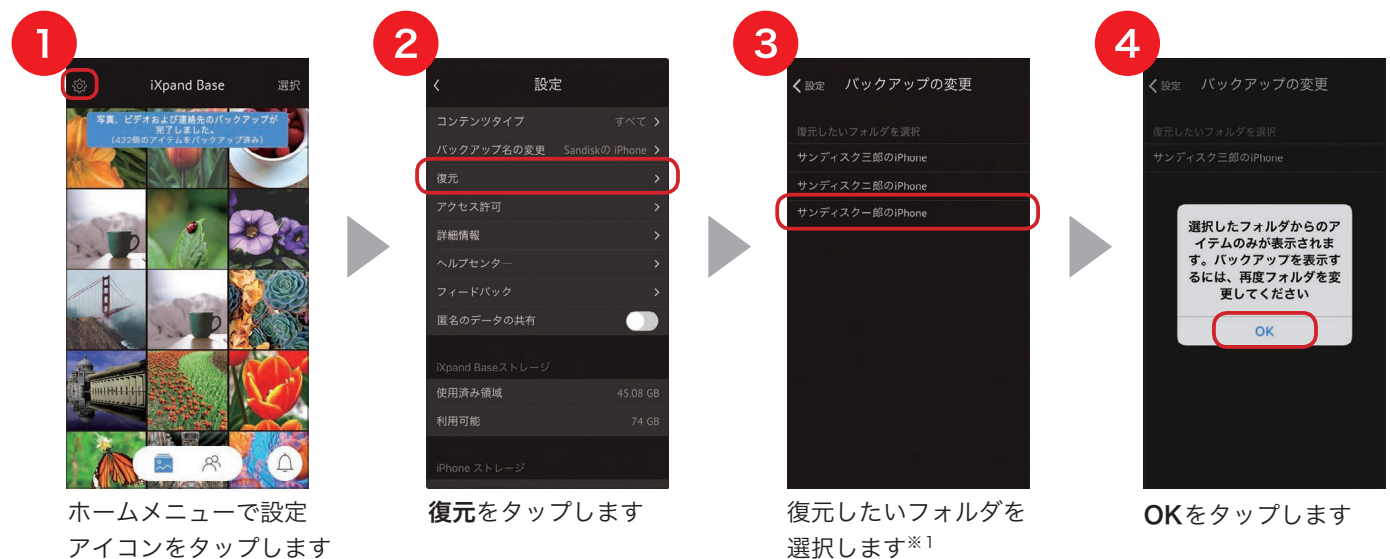 1
iXpand Base
選択
写真、ビデオおよび連絡先のバックアップが
完了しました。
(422個のアイテムをバックアップ済み)
ホームメニューで設定
アイコンをタップします
2
設定
コンテンツタイプ すべて
バックアップ名の変更 Sandiskの iPhone
復元
アクセス許可
詳細情報
ヘルプセンター
フィードバック
匿名のデータの共有
iXpand Baseストレージ
使用済み領域 45.08 GB
利用可能 74 GB
iPhone ストレージ
復元をタップします
3
設定 バックアップの変更
復元したいフォルダを選択
サンディスク三郎のiPhone
サンディスク二郎のiPhone
サンディスク一郎のiPhone
復元したいフォルダを
選択します※1
4
設定 バックアップの変更
復元したいフォルダを選択
サンディスク三郎のiPhone
選択したフォルダからのア
イテムのみが表示されま
す。バックアップを表示す
るには、再度フォルダを変
更してください
OK
OKをタップします